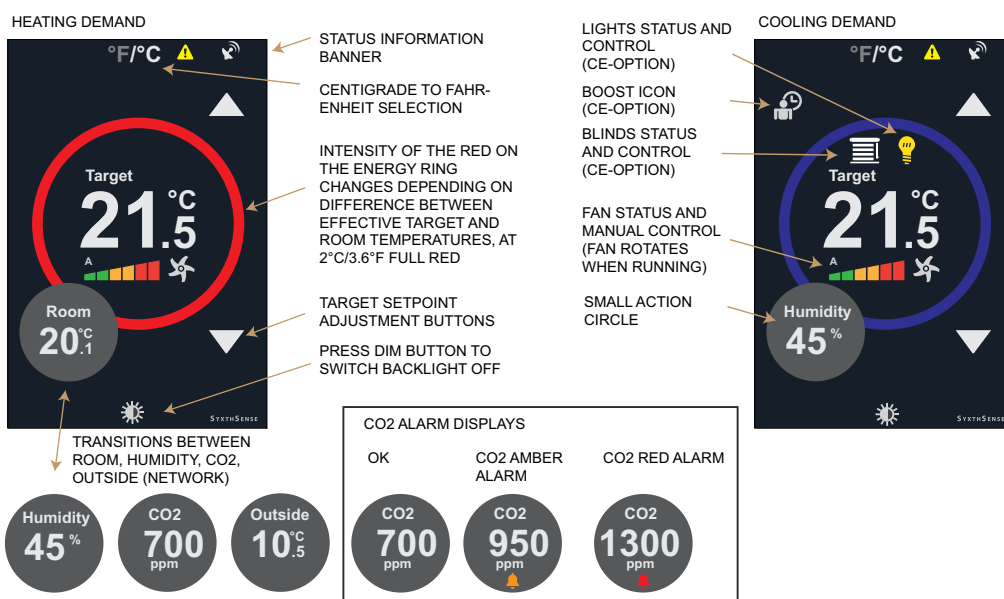 HEATING DEMAND
°F/°C
Target
21.5 °C
A
Room
20.1 °C
SYXTHSENSE
STATUS INFORMATION
BANNER
CENTIGRADE TO FAHR-
ENHEIT SELECTION
INTENSITY OF THE RED ON
THE ENERGY RING
CHANGES DEPENDING ON
DIFFERENCE BETWEEN
EFFECTIVE TARGET AND
ROOM TEMPERATURES, AT
2°C/3.6°F FULL RED
TARGET SETPOINT
ADJUSTMENT BUTTONS
PRESS DIM BUTTON TO
SWITCH BACKLIGHT OFF
LIGHTS STATUS AND
CONTROL
(CE-OPTION)
BOOST ICON
(CE-OPTION)
BLINDS STATUS
AND CONTROL
(CE-OPTION)
FAN STATUS AND
MANUAL CONTROL
(FAN ROTATES
WHEN RUNNING)
SMALL ACTION
CIRCLE
COOLING DEMAND
°F/°C
Target
21.5 °C
A
Humidity
45 %
SYXTHSENSE
TRANSITIONS BETWEEN
ROOM, HUMIDITY, CO2,
OUTSIDE (NETWORK)
Humidity
45 %
CO2
700
ppm
Outside
10.5 °C
CO2 ALARM DISPLAYS
OK
CO2
700
ppm
CO2 AMBER
ALARM
CO2
950
ppm
CO2 RED ALARM
CO2
1300
ppm